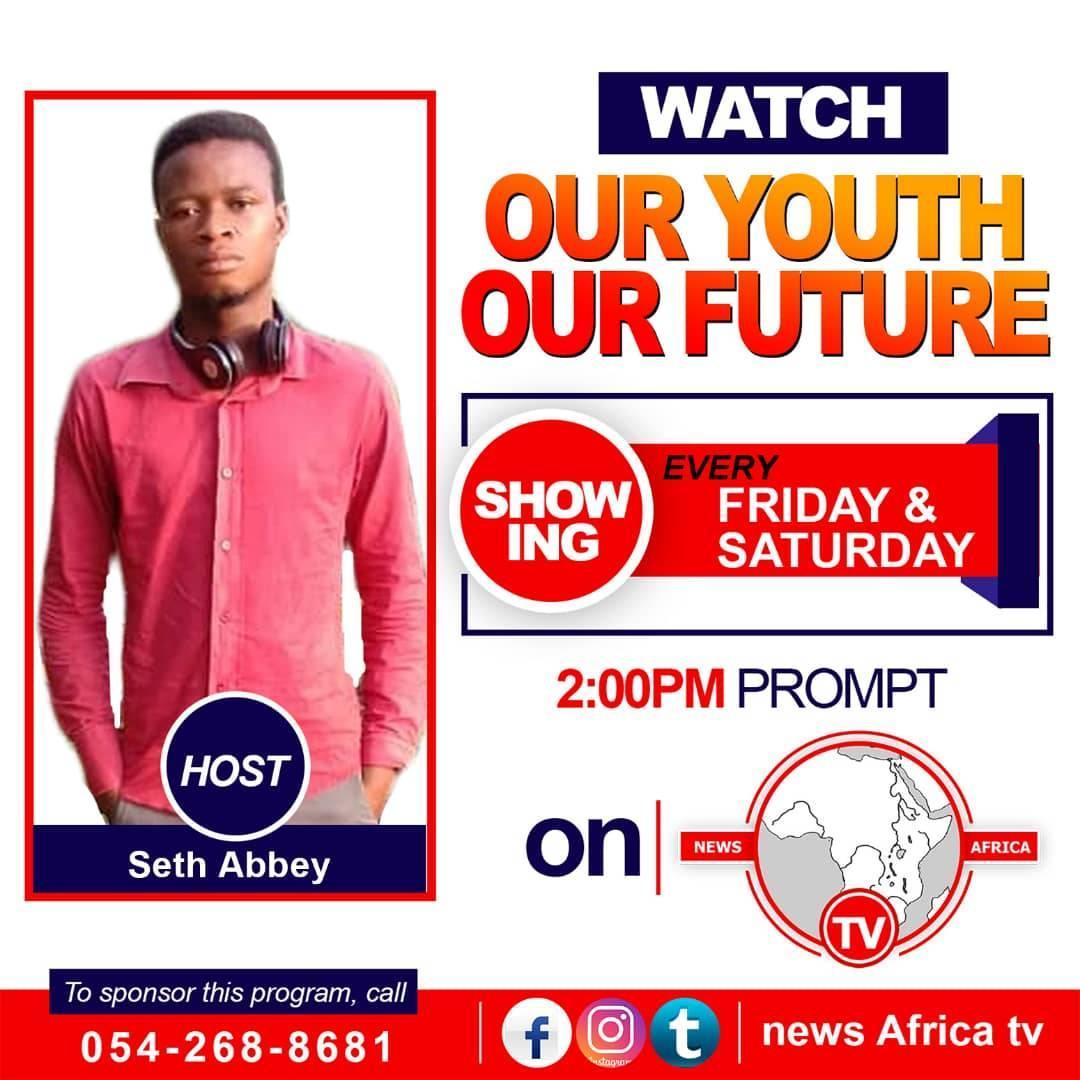 WATCH
OUR YOUTH
OUR FUTURE
SHOW
ING
EVERY
FRIDAY &
SATURDAY
2:00PM PROMPT
on
NEWS
AFRICA
TV
HOST
Seth Abbey
To sponsor this program, call
054-268-8681
f
Instagram
t
news Africa tv